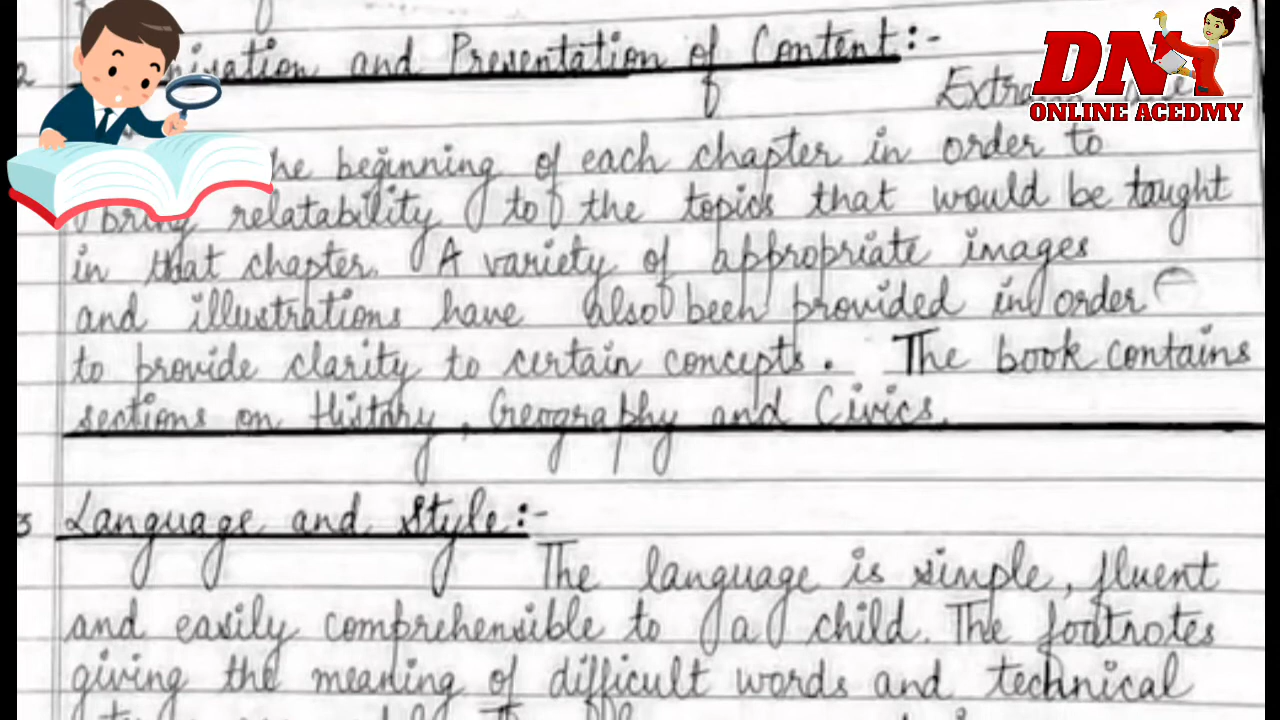 2 and Presentation of Content:-
DN
ONLINE ACEDMY
the beginning of each chapter in order to
bring relatability to the topics that would be tought
in that chapter. A variety of appropriate images
and illustrations have also been provided in order
to provide clarity to certain concepts. The book contains
sections on History, Geography and Civics.
3 Language and Style:-
The language is simple, fluent
and easily comprehensible to a child. The footnotes
giving the meaning of difficult words and technical